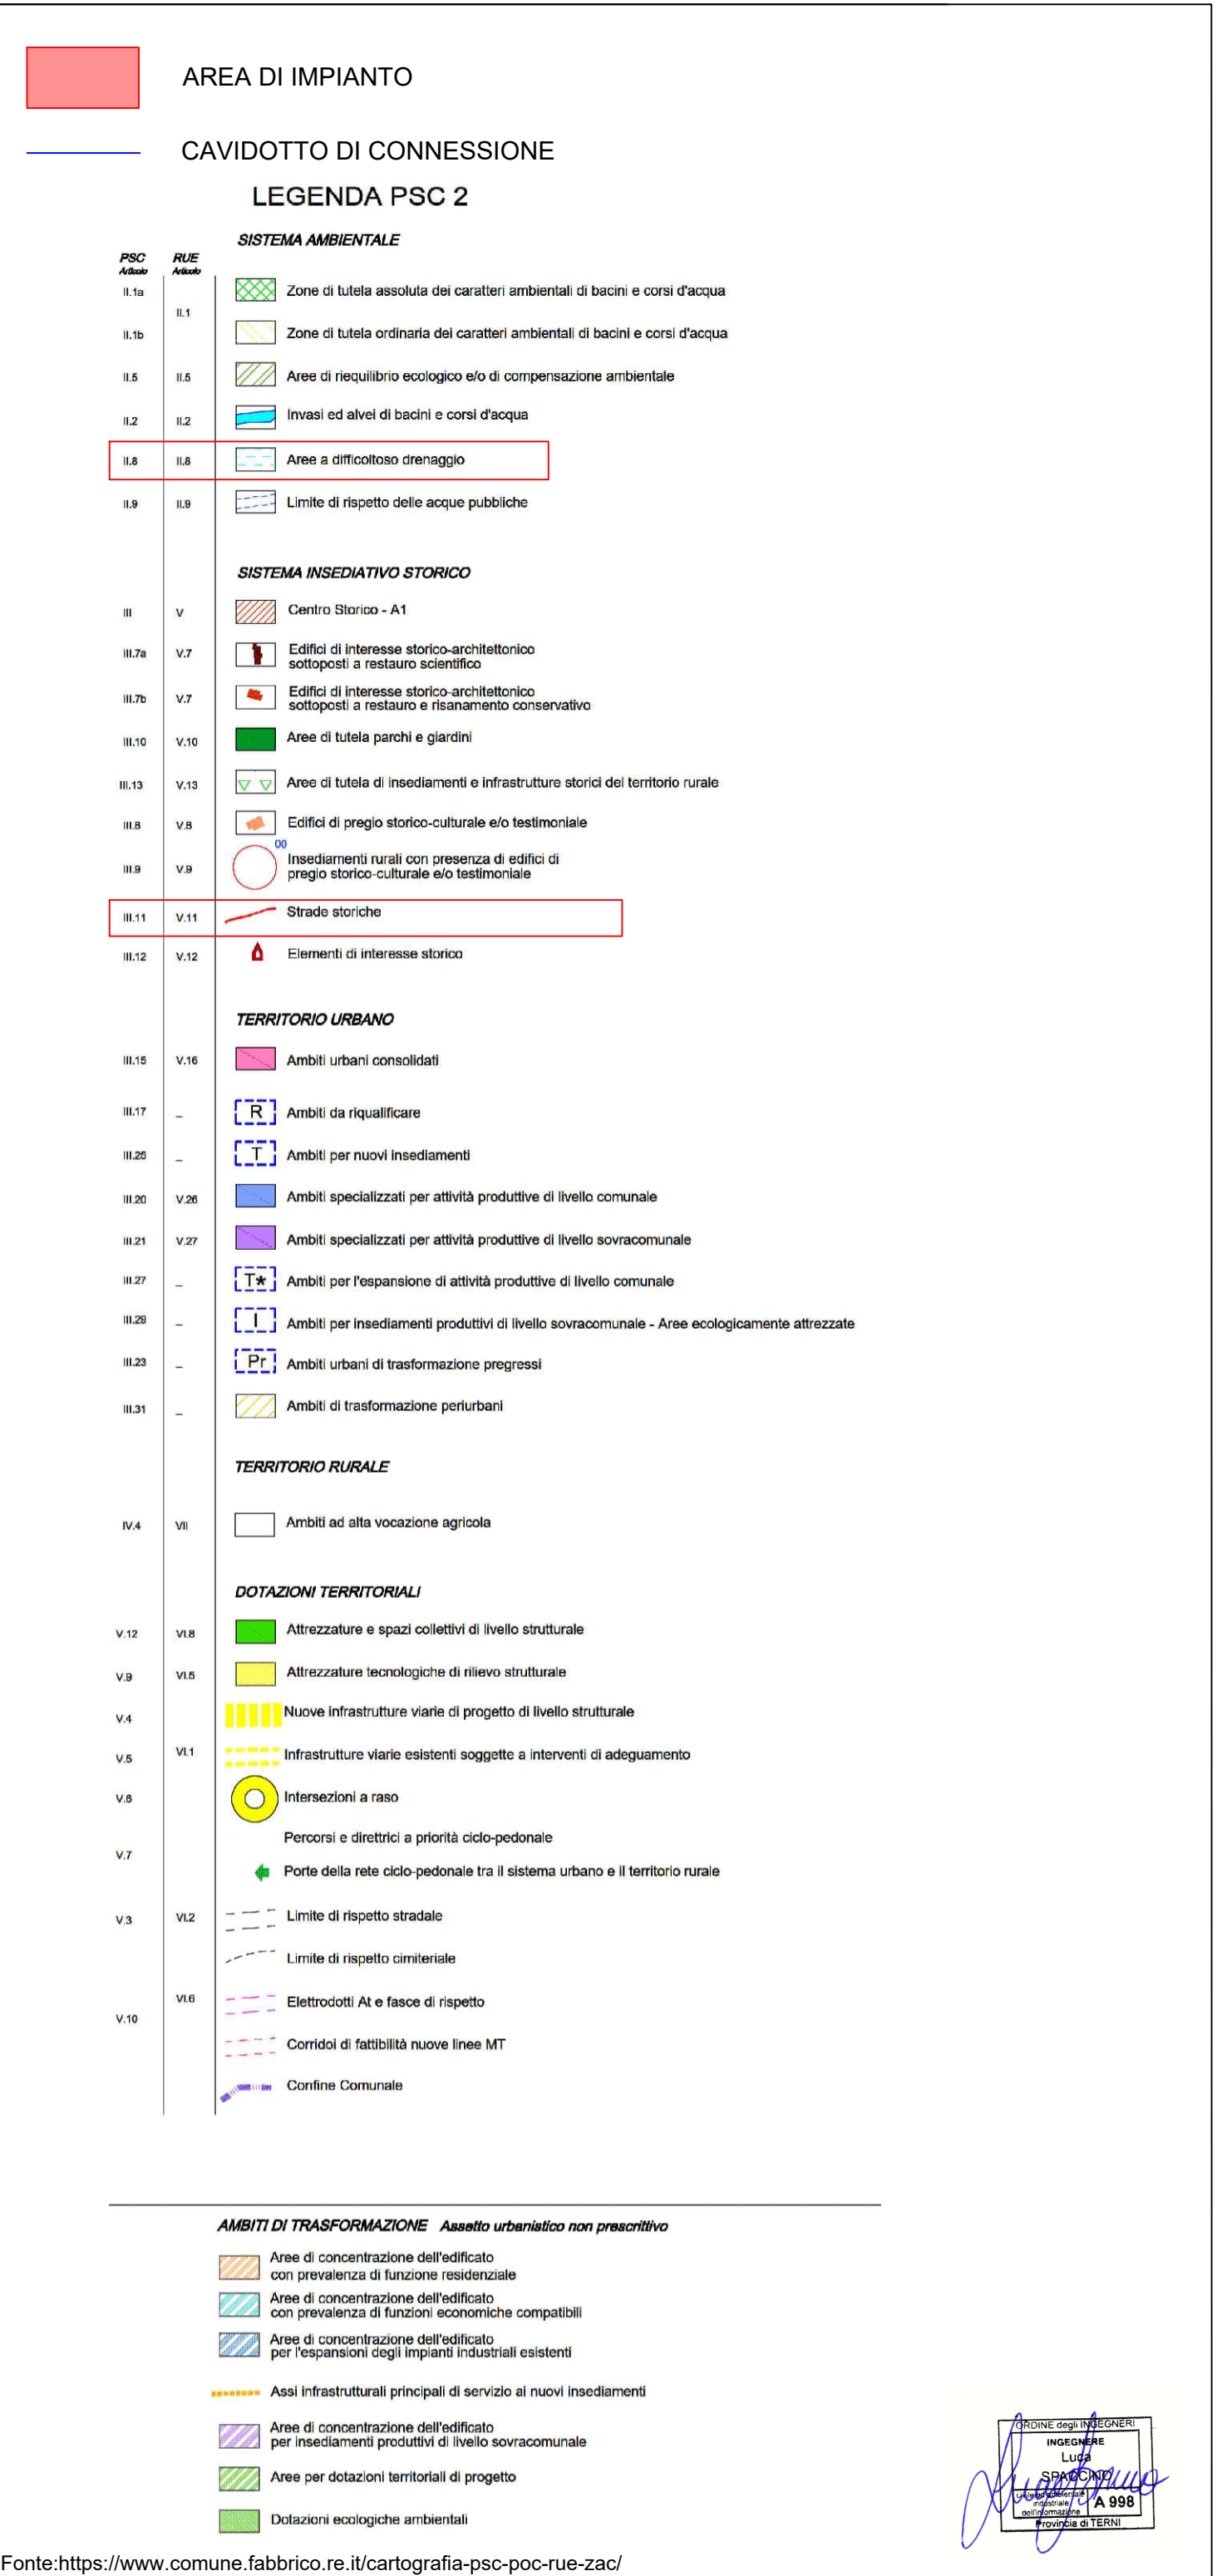 AREA DI IMPIANTO
CAVIDOTTO DI CONNESSIONE
LEGENDA PSC 2
SISTEMA AMBIENTALE
PSC RUE
Articolo Articolo
II.1a Zone di tutela assoluta dei caratteri ambientali di bacini e corsi d'acqua
II.1
II.1b Zone di tutela ordinaria dei caratteri ambientali di bacini e corsi d'acqua
II.5 II.5 Aree di riequilibrio ecologico e/o di compensazione ambientale
II.2 II.2 Invasi ed alvei di bacini e corsi d'acqua
II.8 II.8 Aree a difficoltoso drenaggio
II.9 II.9 Limite di rispetto delle acque pubbliche
SISTEMA INSEDIATIVO STORICO
III V Centro Storico - A1
III.7a V.7 Edifici di interesse storico-architettonico
sottoposti a restauro scientifico
III.7b V.7 Edifici di interesse storico-architettonico
sottoposti a restauro e risanamento conservativo
III.10 V.10 Aree di tutela parchi e giardini
III.13 V.13 Aree di tutela di insediamenti e infrastrutture storici del territorio rurale
III.8 V.8 Edifici di pregio storico-culturale e/o testimoniale
00
III.9 V.9 Insediamenti rurali con presenza di edifici di
pregio storico-culturale e/o testimoniale
III.11 V.11 Strade storiche
III.12 V.12 Elementi di interesse storico
TERRITORIO URBANO
III.15 V.16 Ambiti urbani consolidati
III.17 _ R Ambiti da riqualificare
III.25 _ T Ambiti per nuovi insediamenti
III.20 V.26 Ambiti specializzati per attività produttive di livello comunale
III.21 V.27 Ambiti specializzati per attività produttive di livello sovracomunale
III.27 _ T* Ambiti per l'espansione di attività produttive di livello comunale
III.29 _ I Ambiti per insediamenti produttivi di livello sovracomunale - Aree ecologicamente attrezzate
III.23 _ Pr Ambiti urbani di trasformazione pregressi
III.31 _ Ambiti di trasformazione periurbani
TERRITORIO RURALE
IV.4 VII Ambiti ad alta vocazione agricola
DOTAZIONI TERRITORIALI
V.12 VI.8 Attrezzature e spazi collettivi di livello strutturale
V.9 VI.5 Attrezzature tecnologiche di rilievo strutturale
V.4 Nuove infrastrutture viarie di progetto di livello strutturale
V.5 VI.1 Infrastrutture viarie esistenti soggette a interventi di adeguamento
V.6 Intersezioni a raso
Percorsi e direttrici a priorità ciclo-pedonale
V.7
Porte della rete ciclo-pedonale tra il sistema urbano e il territorio rurale
V.3 VI.2 Limite di rispetto stradale
Limite di rispetto cimiteriale
VI.6 Elettrodotti At e fasce di rispetto
V.10
Corridoi di fattibilità nuove linee MT
Confine Comunale
AMBITI DI TRASFORMAZIONE Assetto urbanistico non prescrittivo
Aree di concentrazione dell'edificato
con prevalenza di funzione residenziale
Aree di concentrazione dell'edificato
con prevalenza di funzioni economiche compatibili
Aree di concentrazione dell'edificato
per l'espansioni degli impianti industriali esistenti
Assi infrastrutturali principali di servizio ai nuovi insediamenti
Aree di concentrazione dell'edificato
per insediamenti produttivi di livello sovracomunale
Aree per dotazioni territoriali di progetto
Dotazioni ecologiche ambientali
ORDINE degli INGEGNERI
INGEGNERE
Luca
SPACCINO
industriale
dell'informazione
A 998
Provincia di TERNI
Fonte:https://www.comune.fabbrico.re.it/cartografia-psc-poc-rue-zac/